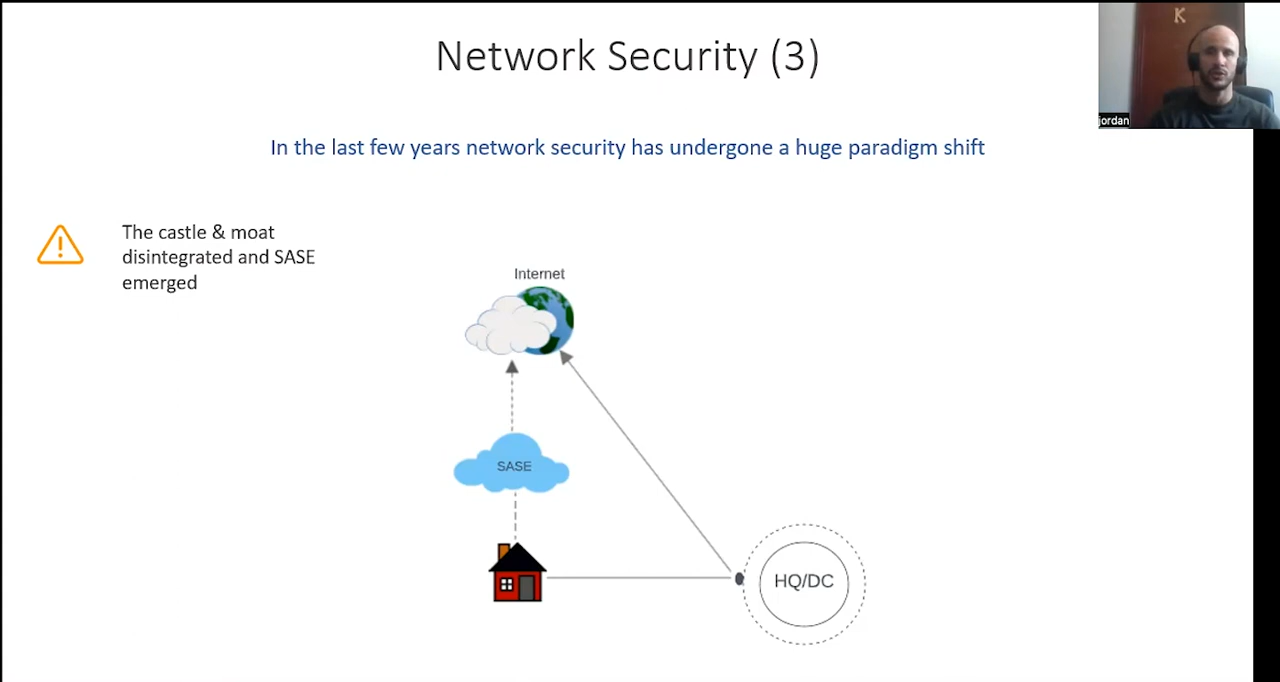 Network Security (3)
K
jordan
In the last few years network security has undergone a huge paradigm shift
The castle & moat
disintegrated and SASE
emerged
Internet
SASE
HQ/DC